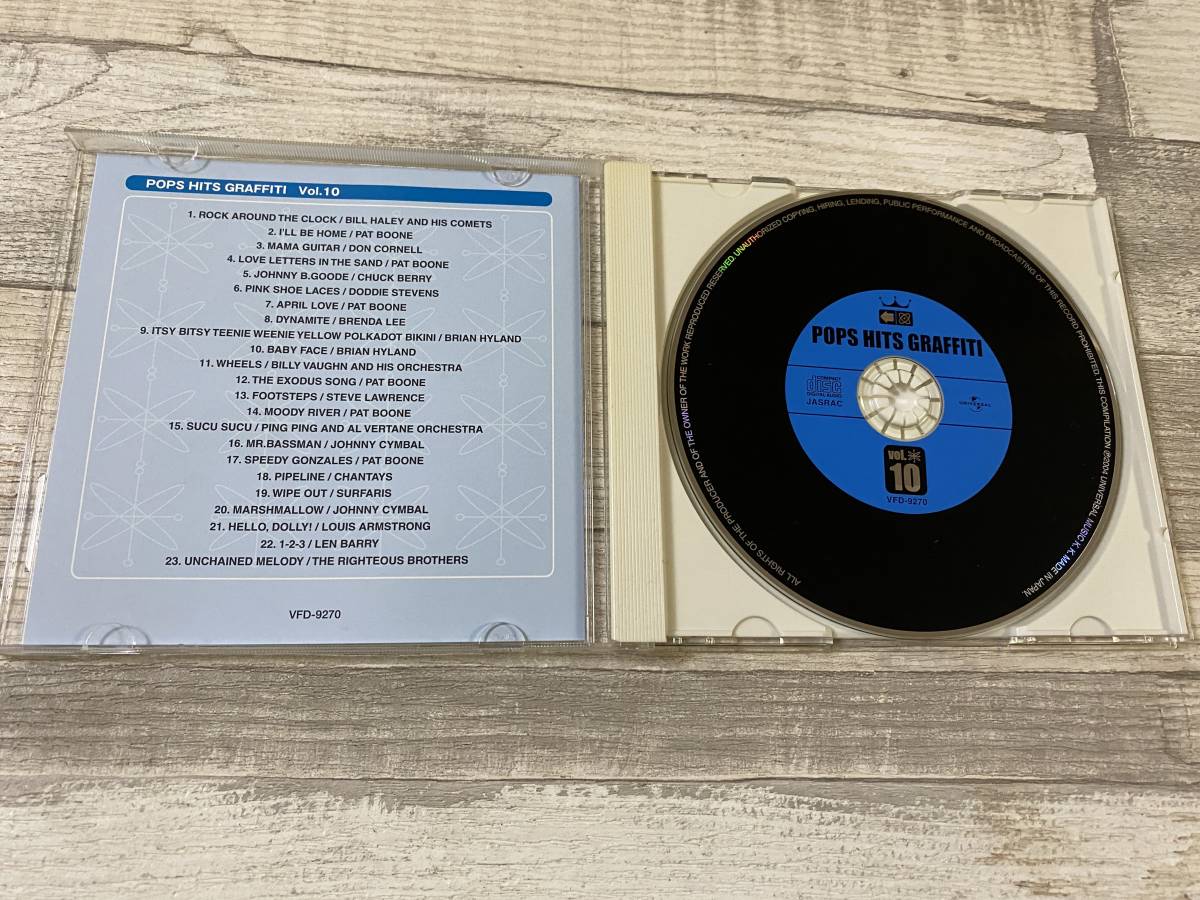 POPS HITS GRAFFITI Vol.10
1. ROCK AROUND THE CLOCK / BILL HALEY AND HIS COMETS
2. I'LL BE HOME / PAT BOONE
3. MAMA GUITAR / DON CORNELL
4. LOVE LETTERS IN THE SAND / PAT BOONE
5. JOHNNY B.GOODE / CHUCK BERRY
6. PINK SHOE LACES / DODDIE STEVENS
7. APRIL LOVE / PAT BOONE
8. DYNAMITE / BRENDA LEE
9. ITSY BITSY TEENIE WEENIE YELLOW POLKADOT BIKINI / BRIAN HYLAND
10. BABY FACE / BRIAN HYLAND
11. WHEELS / BILLY VAUGHN AND HIS ORCHESTRA
12. THE EXODUS SONG / PAT BOONE
13. FOOTSTEPS / STEVE LAWRENCE
14. MOODY RIVER / PAT BOONE
15. SUCU SUCU / PING PING AND AL VERTANE ORCHESTRA
16. MR.BASSMAN / JOHNNY CYMBAL
17. SPEEDY GONZALES / PAT BOONE
18. PIPELINE / CHANTAYS
19. WIPE OUT / SURFARIS
20. MARSHMALLOW / JOHNNY CYMBAL
21. HELLO, DOLLY! / LOUIS ARMSTRONG
22. 1-2-3 / LEN BARRY
23. UNCHAINED MELODY / THE RIGHTEOUS BROTHERS
VFD-9270
ALL RIGHTS OF THE PRODUCER AND OF THE OWNER OF THE WORK REPRODUCED RESERVED. UNAUTHORIZED COPYING, HIRING, LENDING, PUBLIC PERFORMANCE AND BROADCASTING OF THIS RECORD PROHIBITED. THIS COMPILATION ℗2004 UNIVERSAL MUSIC K.K. MADE IN JAPAN.
POPS HITS GRAFFITI
COMPACT
disc
DIGITAL AUDIO
JASRAC
UNIVERSAL
vol.
10
VFD-9270